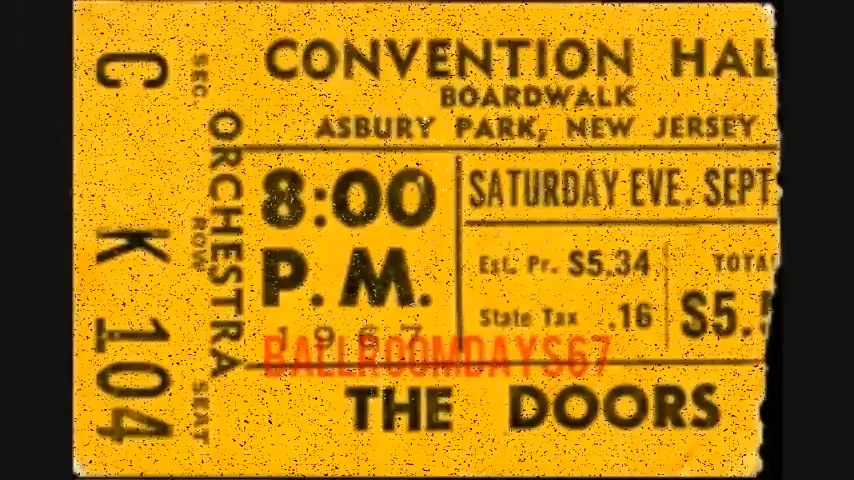 CONVENTION HAL
BOARDWALK
ASBURY PARK, NEW JERSEY
8:00
P.M.
1967
SATURDAY EVE. SEPT.
Est. Pr. $5.34
State Tax .16
TOTA
$5.
BALLROOMDAYS67
THE DOORS
ORCHESTRA
SEC. ROW SEAT
C K 104